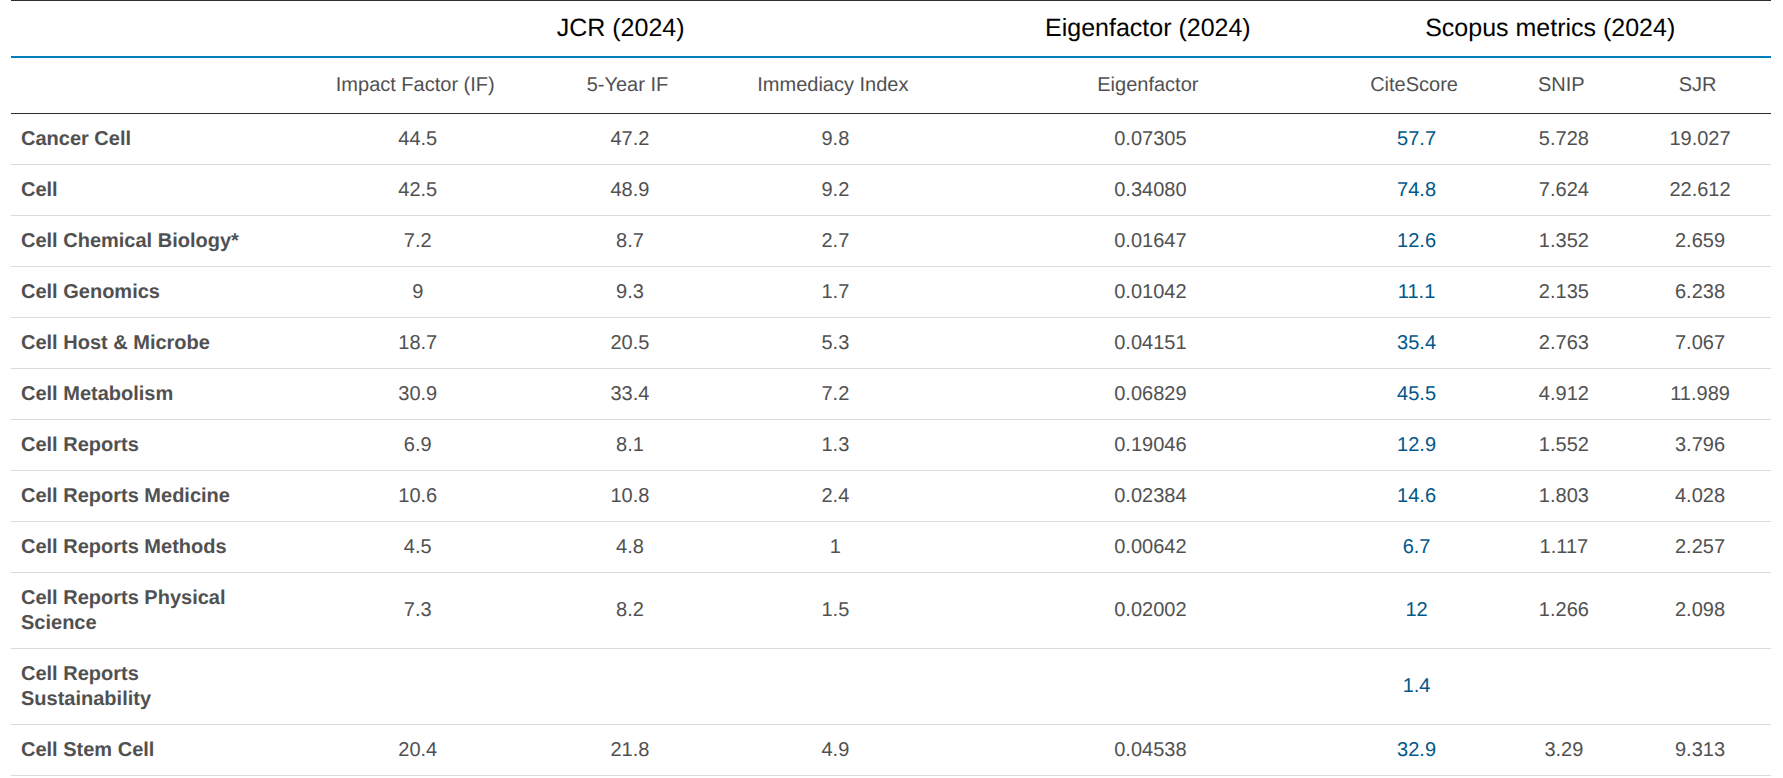 JCR (2024) Eigenfactor (2024) Scopus metrics (2024)
Impact Factor (IF) 5-Year IF Immediacy Index Eigenfactor CiteScore SNIP SJR
Cancer Cell 44.5 47.2 9.8 0.07305 57.7 5.728 19.027
Cell 42.5 48.9 9.2 0.34080 74.8 7.624 22.612
Cell Chemical Biology* 7.2 8.7 2.7 0.01647 12.6 1.352 2.659
Cell Genomics 9 9.3 1.7 0.01042 11.1 2.135 6.238
Cell Host & Microbe 18.7 20.5 5.3 0.04151 35.4 2.763 7.067
Cell Metabolism 30.9 33.4 7.2 0.06829 45.5 4.912 11.989
Cell Reports 6.9 8.1 1.3 0.19046 12.9 1.552 3.796
Cell Reports Medicine 10.6 10.8 2.4 0.02384 14.6 1.803 4.028
Cell Reports Methods 4.5 4.8 1 0.00642 6.7 1.117 2.257
Cell Reports Physical
Science 7.3 8.2 1.5 0.02002 12 1.266 2.098
Cell Reports
Sustainability 1.4
Cell Stem Cell 20.4 21.8 4.9 0.04538 32.9 3.29 9.313